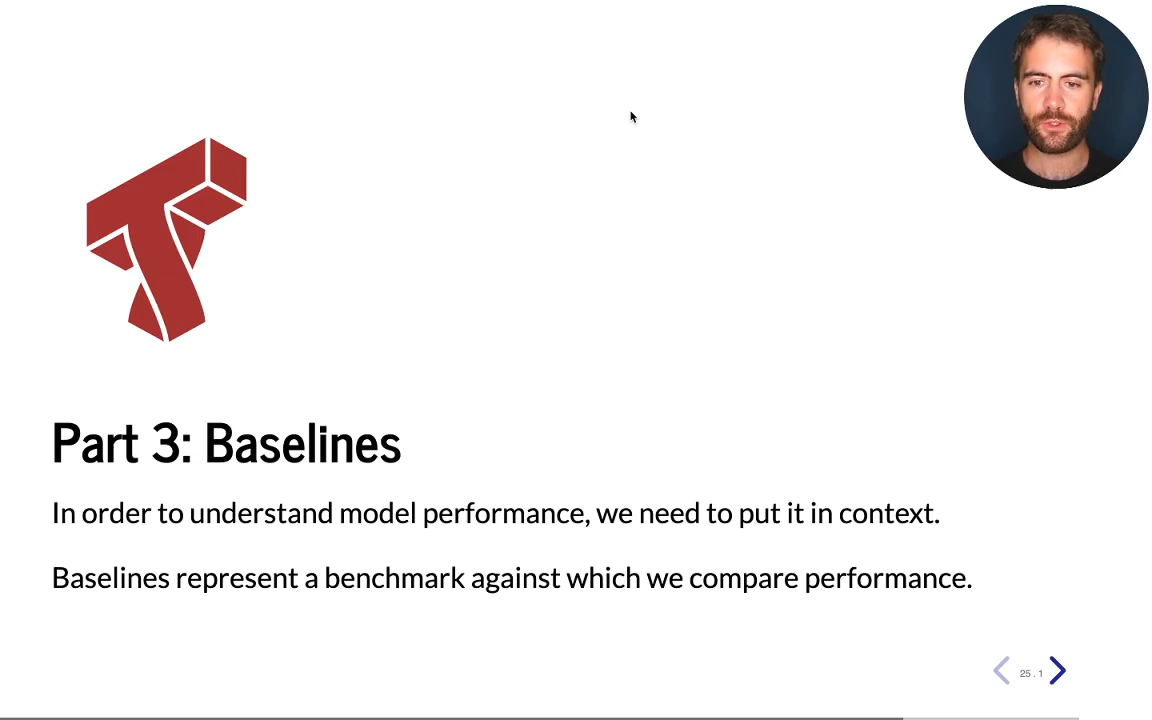 Part 3: Baselines
In order to understand model performance, we need to put it in context.
Baselines represent a benchmark against which we compare performance.
25 . 1